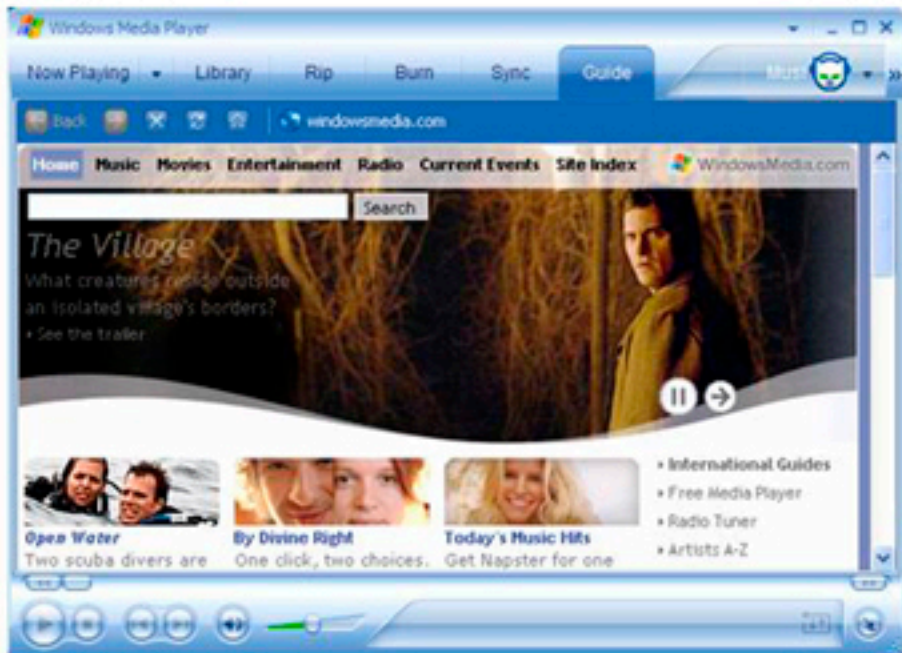 Windows Media Player
Now Playing Library Rip Burn Sync Guide Mus
Back windowsmedia.com
Home Music Movies Entertainment Radio Current Events Site Index WindowsMedia.com
Search
The Village
What creatures reside outside
an isolated village's borders?
See the trailer
International Guides
Free Media Player
Radio Tuner
Artists A-Z
Open Water
Two scuba divers are
By Divine Right
One click, two choices.
Today's Music Hits
Get Napster for one